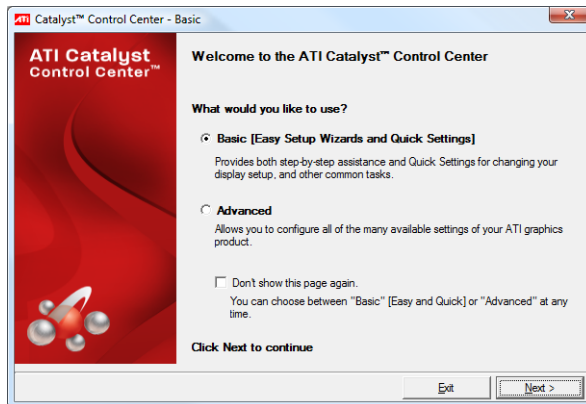 ATI Catalyst™ Control Center - Basic
ATI Catalyst
Control Center™
Welcome to the ATI Catalyst™ Control Center
What would you like to use?
Basic [Easy Setup Wizards and Quick Settings]
Provides both step-by-step assistance and Quick Settings for changing your
display setup, and other common tasks.
Advanced
Allows you to configure all of the many available settings of your ATI graphics
product.
Don't show this page again.
You can choose between "Basic" [Easy and Quick] or "Advanced" at any
time.
Click Next to continue
Exit
Next >